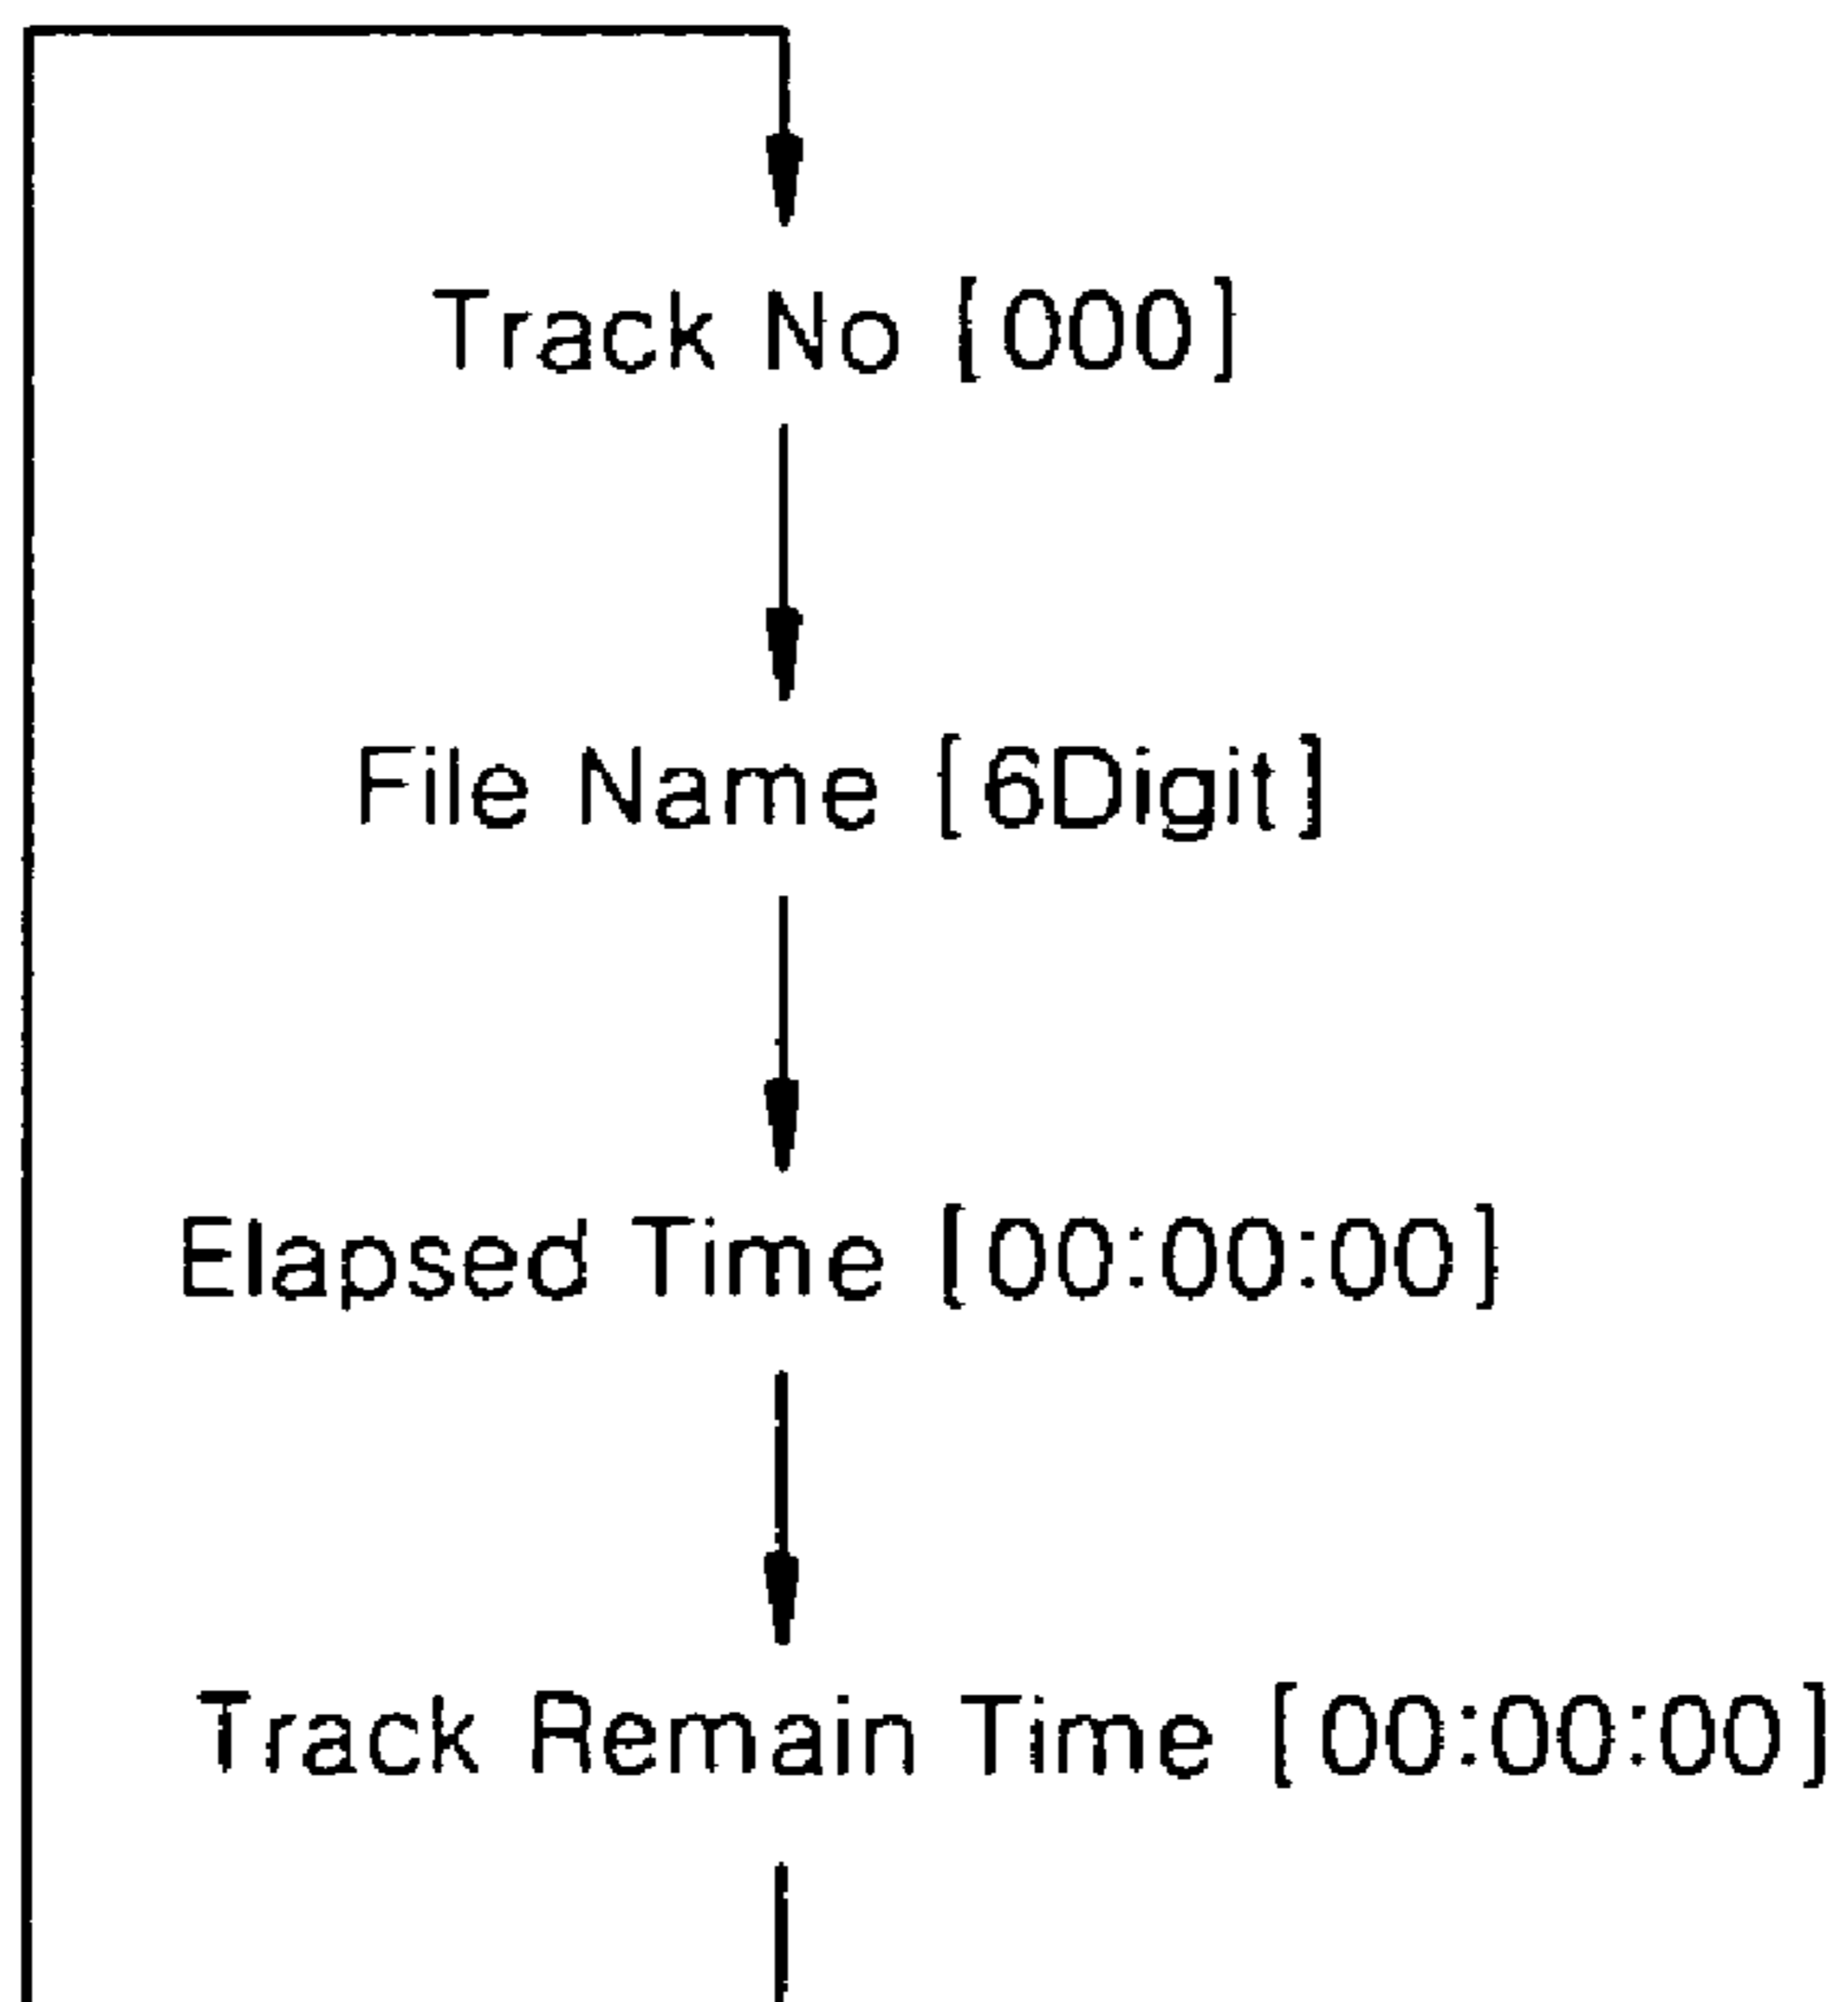 Track No [000]
File Name [6Digit]
Elapsed Time [00:00:00]
Track Remain Time [00:00:00]